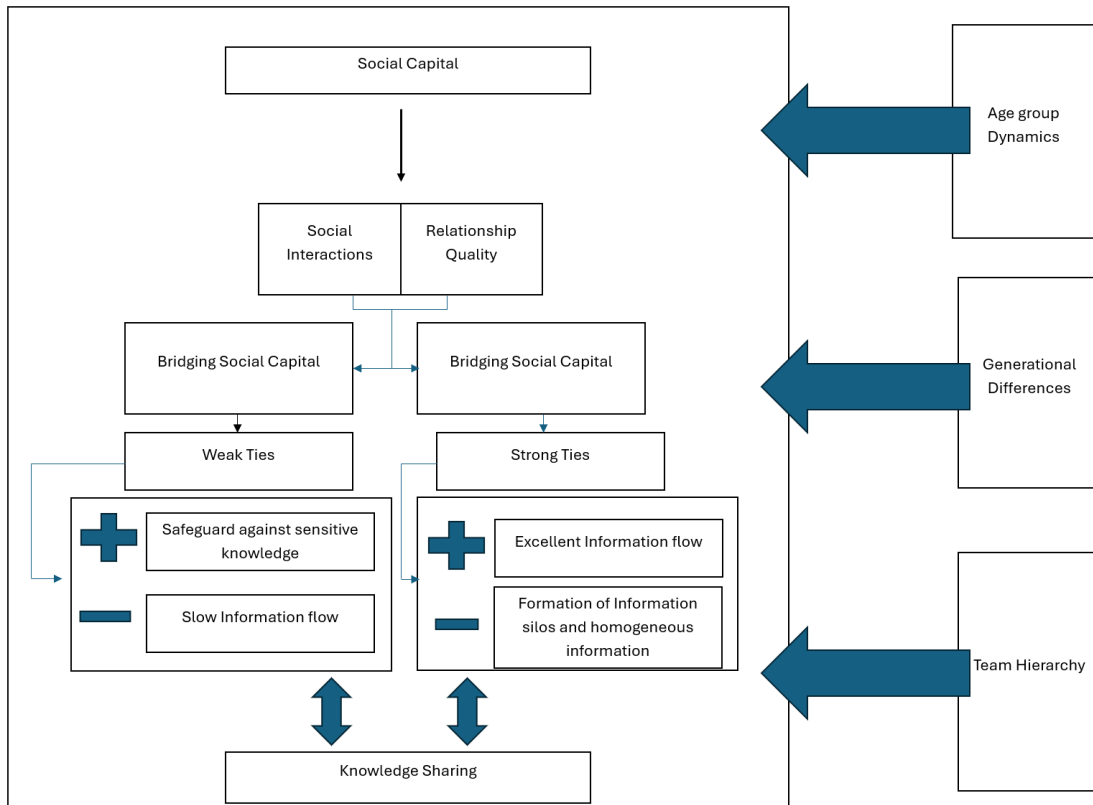 Social Capital
Age group
Dynamics
Social
Interactions
Relationship
Quality
Bridging Social Capital
Bridging Social Capital
Generational
Differences
Weak Ties
Strong Ties
Safeguard against sensitive
knowledge
Excellent Information flow
Slow Information flow
Formation of Information
silos and homogeneous
information
Team Hierarchy
Knowledge Sharing